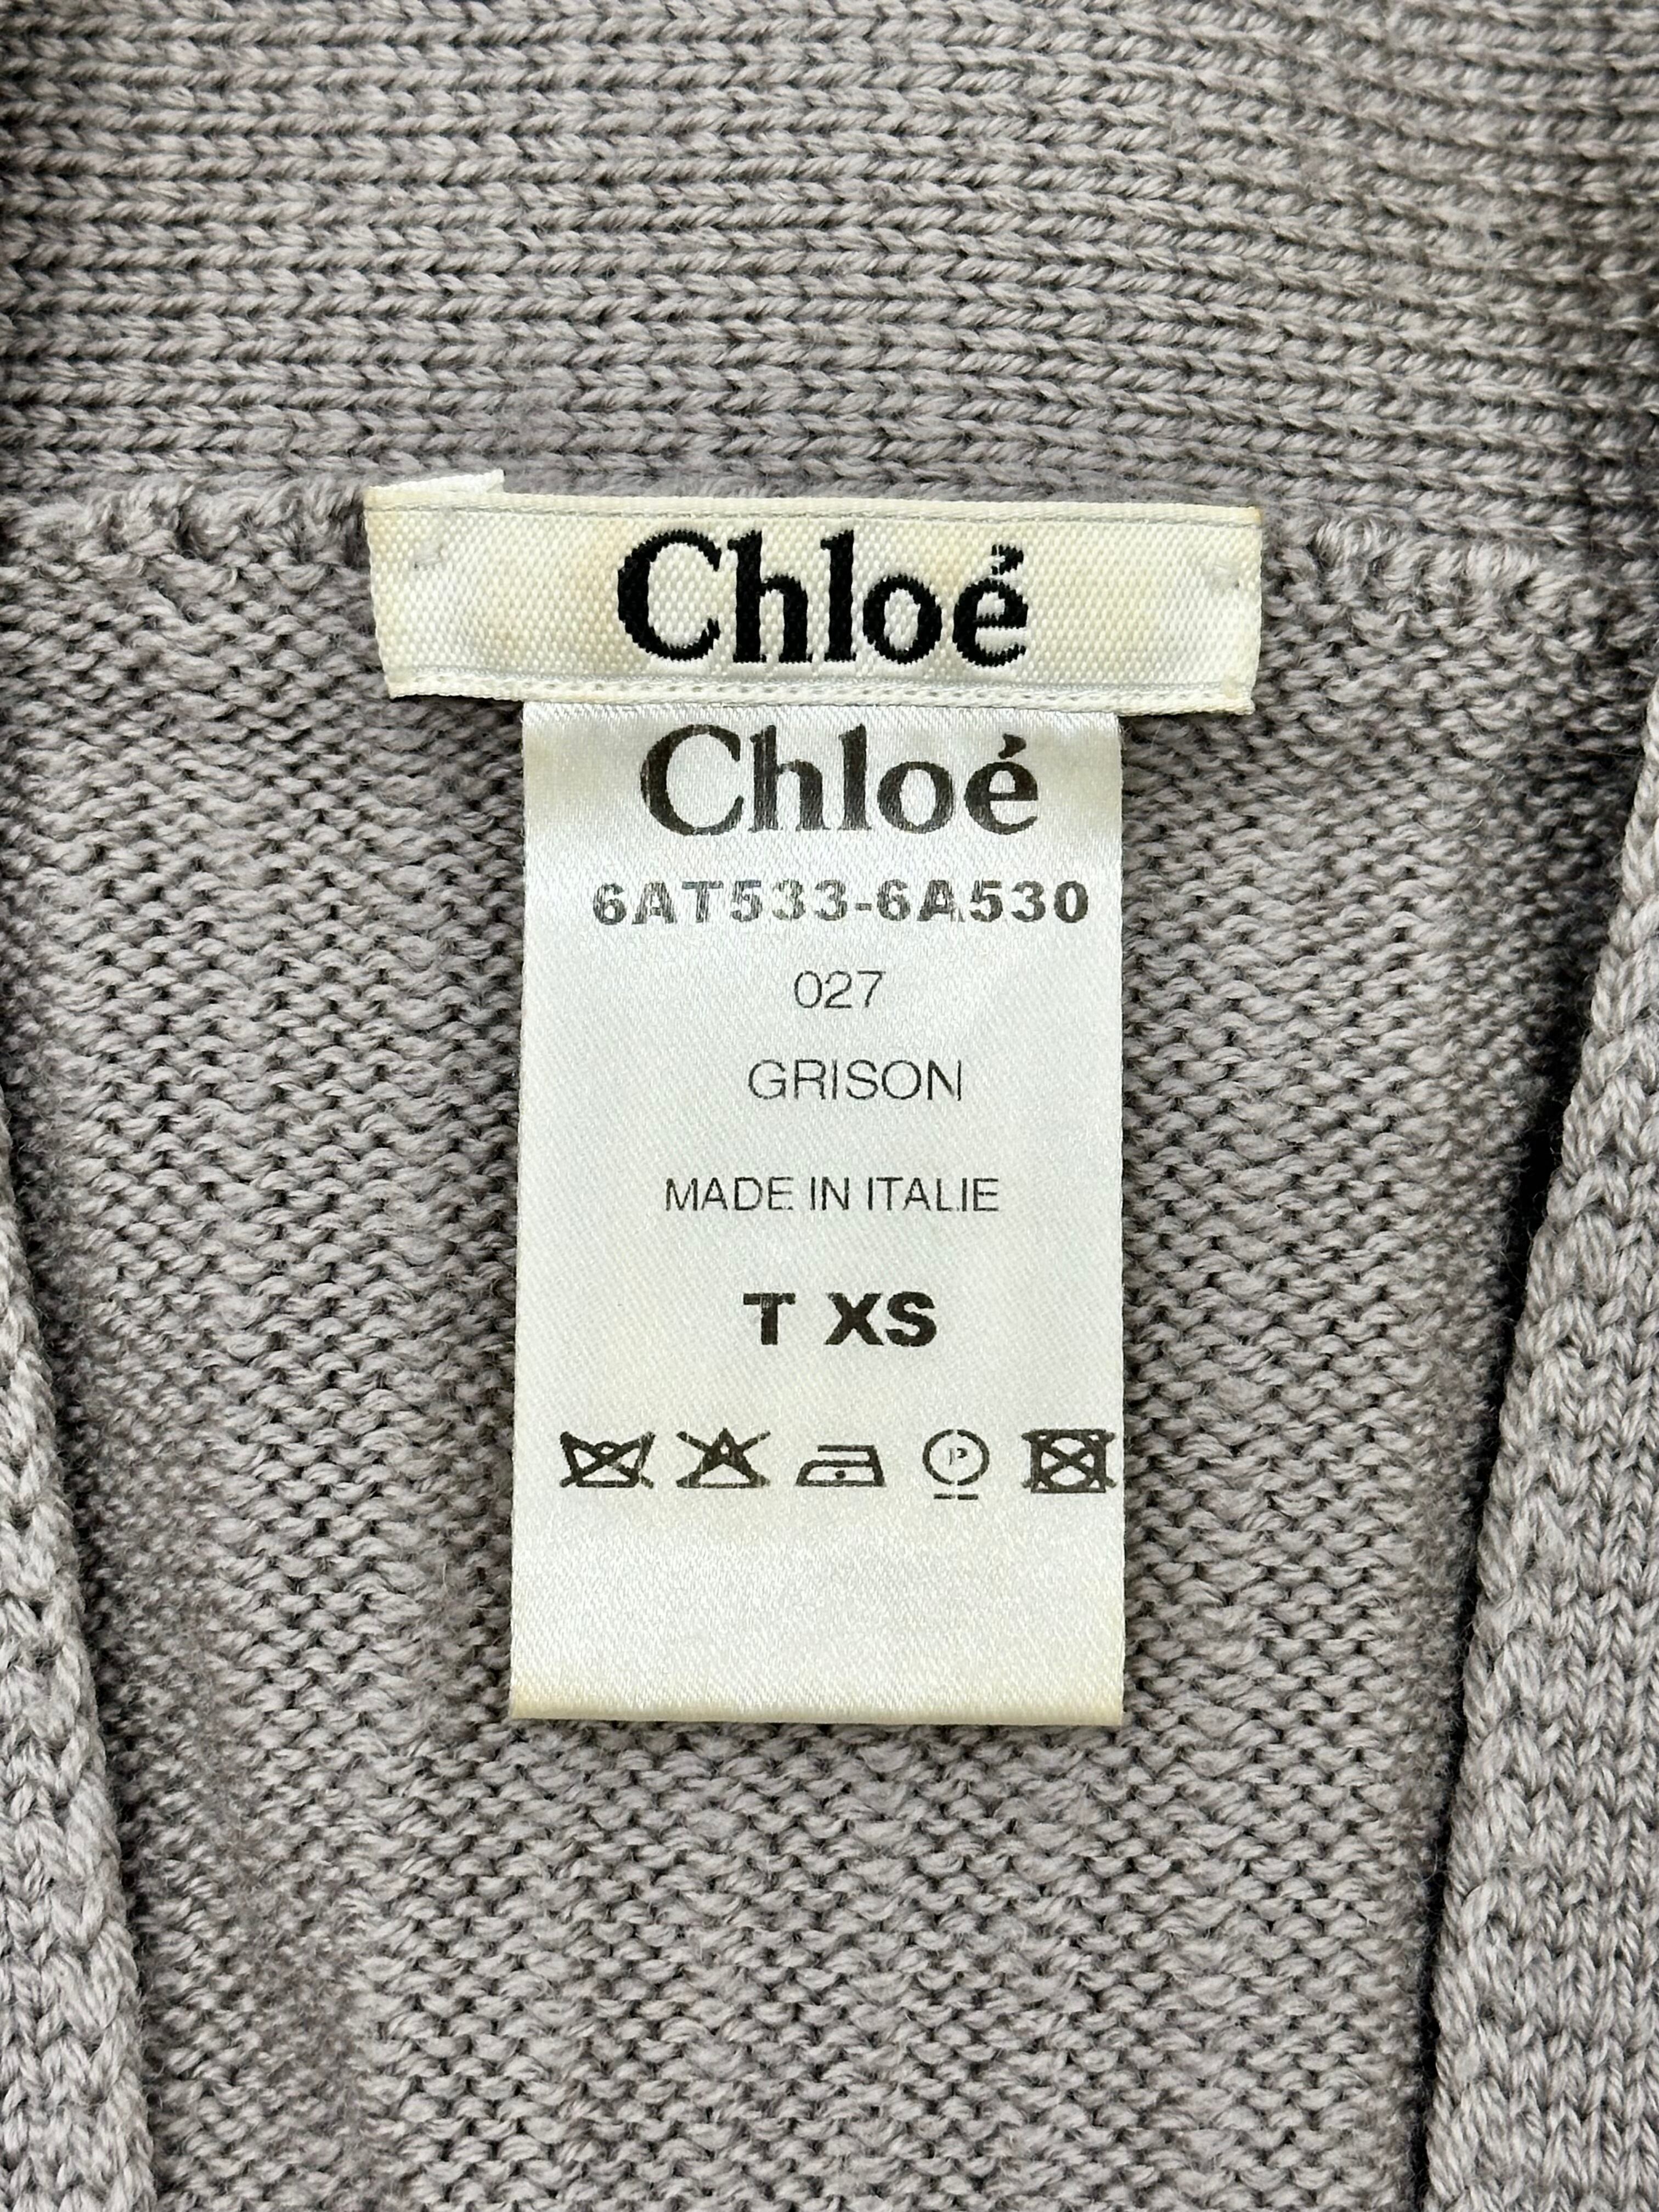 Chloé
Chloé
6AT533-6A530
027
GRISON
MADE IN ITALIE
T XS
P